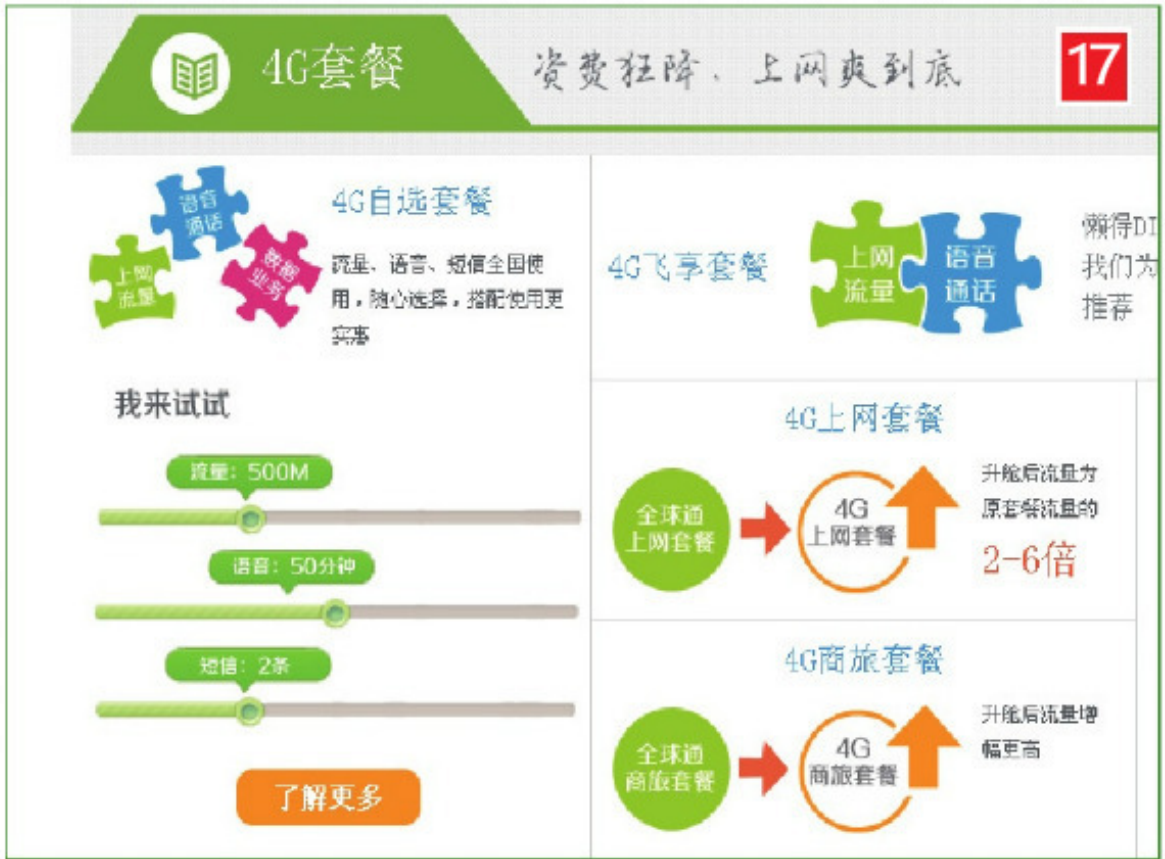 4G套餐
资费狂降、上网爽到底
17
语音
通话
上网
流量
数据
业务
4G自选套餐
流量、语音、短信全国使
用，随心选择，搭配使用更
实惠
我来试试
流量：500M
语音：50分钟
短信：2条
了解更多
4G飞享套餐
上网
流量
语音
通话
懒得DI
我们为
推荐
4G上网套餐
全球通
上网套餐
4G
上网套餐
升舱后流量为
原套餐流量的
2-6倍
4G商旅套餐
全球通
商旅套餐
4G
商旅套餐
升舱后流量增
幅更高